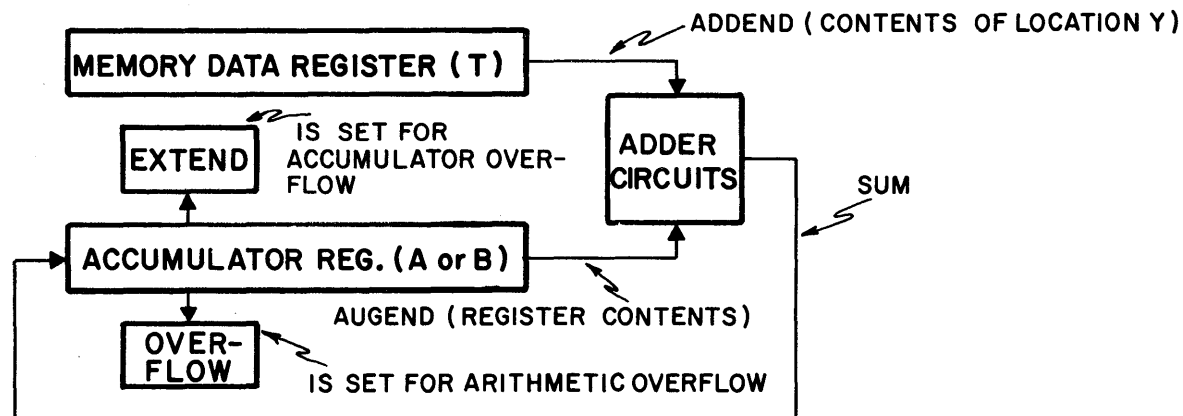 ADDEND (CONTENTS OF LOCATION Y)
MEMORY DATA REGISTER (T)
EXTEND
IS SET FOR
ACCUMULATOR OVER-
FLOW
ADDER
CIRCUITS
SUM
ACCUMULATOR REG. (A or B)
AUGEND (REGISTER CONTENTS)
OVER-
FLOW
IS SET FOR ARITHMETIC OVERFLOW